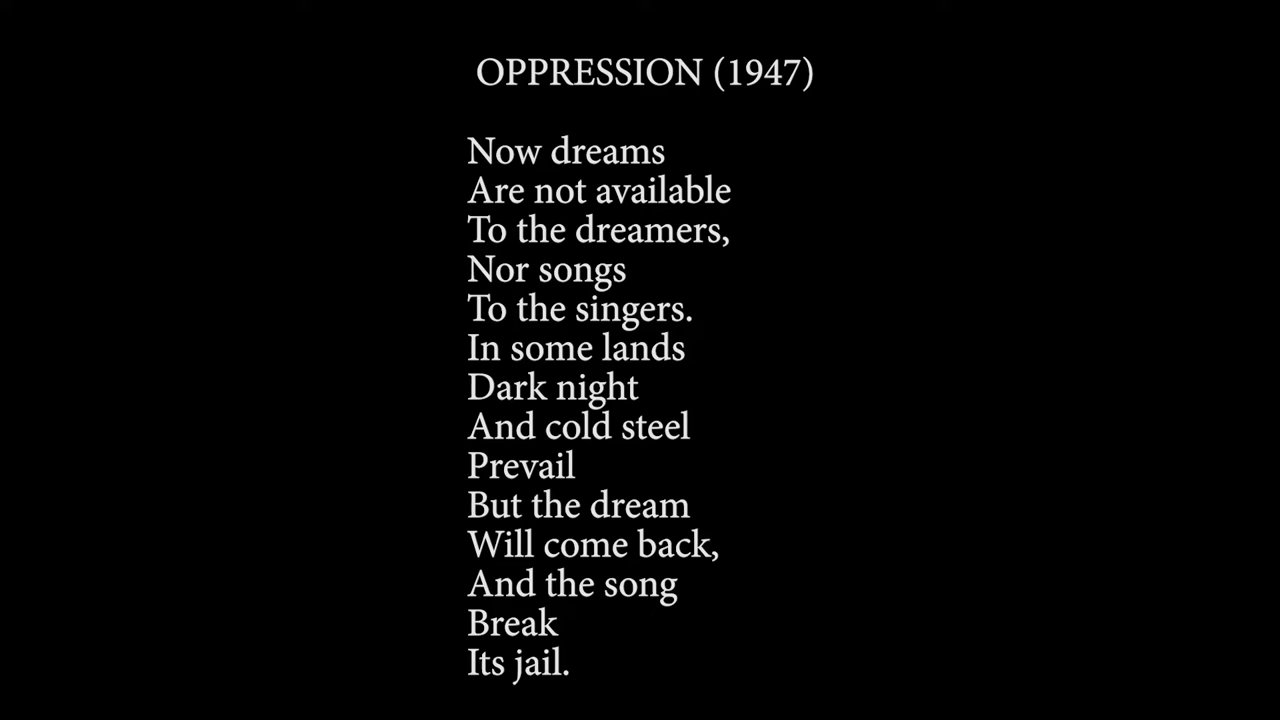 OPPRESSION (1947)
Now dreams
Are not available
To the dreamers,
Nor songs
To the singers.
In some lands
Dark night
And cold steel
Prevail
But the dream
Will come back,
And the song
Break
Its jail.